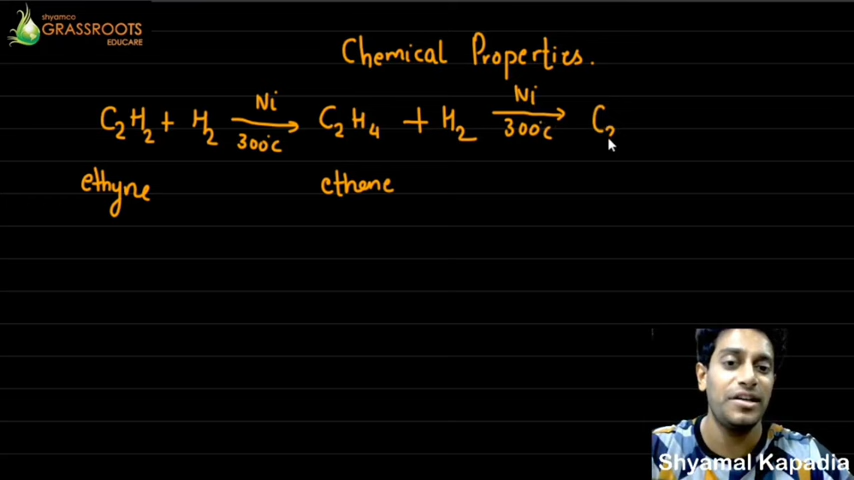 shyamco
GRASSROOTS
EDUCARE
Chemical Properties.
C₂H₂ + H₂ Ni 300°C → C₂H₄ + H₂ Ni 300°C → C₂
ethyne ethene
Shyamal Kapadia